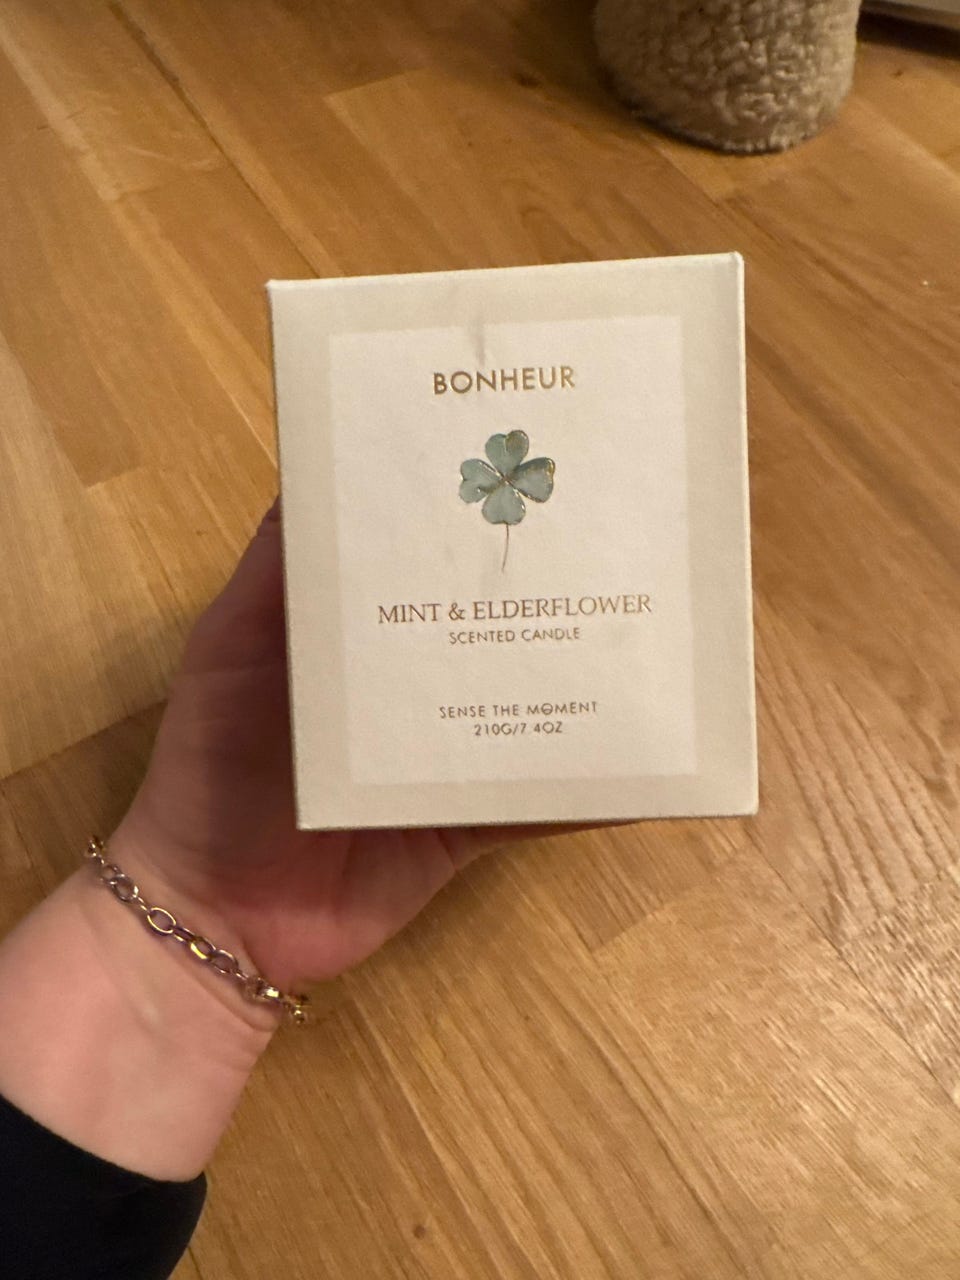 BONHEUR
MINT & ELDERFLOWER
SCENTED CANDLE
SENSE THE MOMENT
210G/7.4OZ